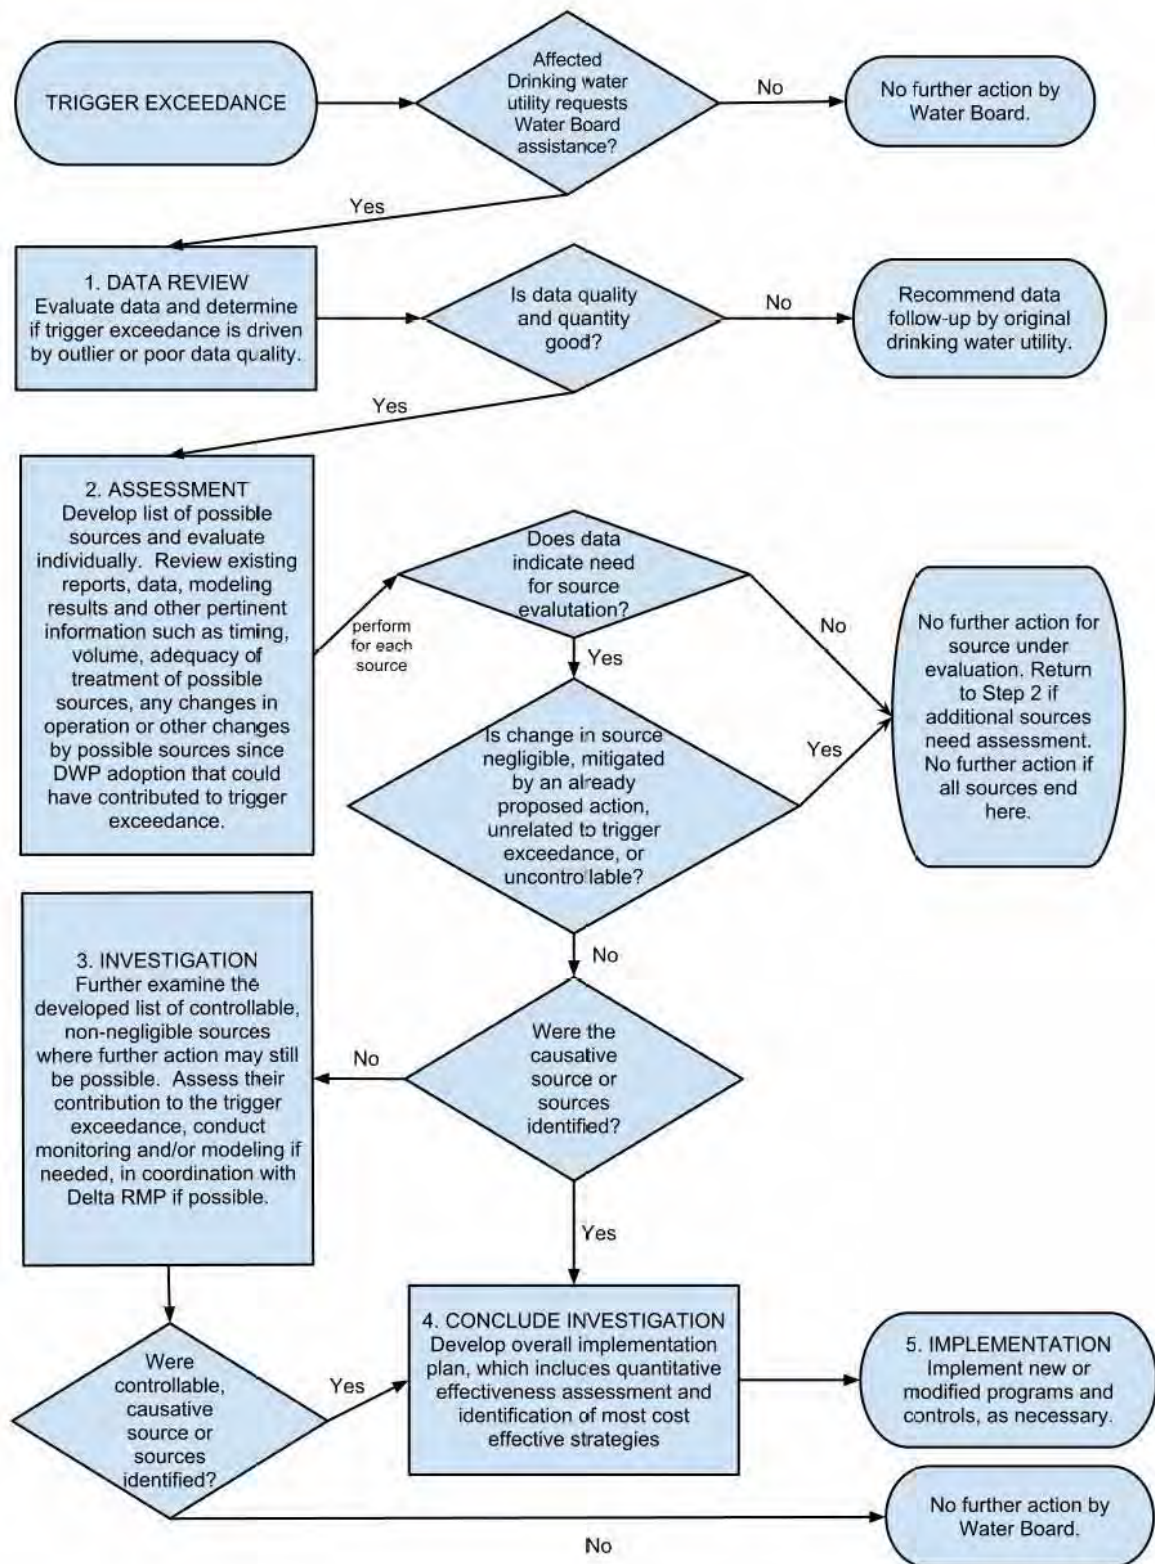 TRIGGER EXCEEDANCE
Affected
Drinking water
utility requests
Water Board
assistance?
No
No further action by
Water Board.
Yes
1. DATA REVIEW
Evaluate data and determine
if trigger exceedance is driven
by outlier or poor data quality.
Is data quality
and quantity
good?
No
Recommend data
follow-up by original
drinking water utility.
Yes
2. ASSESSMENT
Develop list of possible
sources and evaluate
individually. Review existing
reports, data, modeling
results and other pertinent
information such as timing,
volume, adequacy of
treatment of possible
sources, any changes in
operation or other changes
by possible sources since
DWP adoption that could
have contributed to trigger
exceedance.
perform
for each
source
Does data
indicate need
for source
evalutation?
No
Yes
Is change in source
negligible, mitigated
by an already
proposed action,
unrelated to trigger
exceedance, or
uncontrollable?
Yes
No further action for
source under
evaluation. Return
to Step 2 if
additional sources
need assessment.
No further action if
all sources end
here.
No
3. INVESTIGATION
Further examine the
developed list of controllable,
non-negligible sources
where further action may still
be possible. Assess their
contribution to the trigger
exceedance, conduct
monitoring and/or modeling if
needed, in coordination with
Delta RMP if possible.
No
Were the
causative
source or
sources
identified?
Yes
Were
controllable,
causative
source or
sources
identified?
Yes
4. CONCLUDE INVESTIGATION
Develop overall implementation
plan, which includes quantitative
effectiveness assessment and
identification of most cost
effective strategies
5. IMPLEMENTATION
Implement new or
modified programs and
controls, as necessary.
No
No further action by
Water Board.